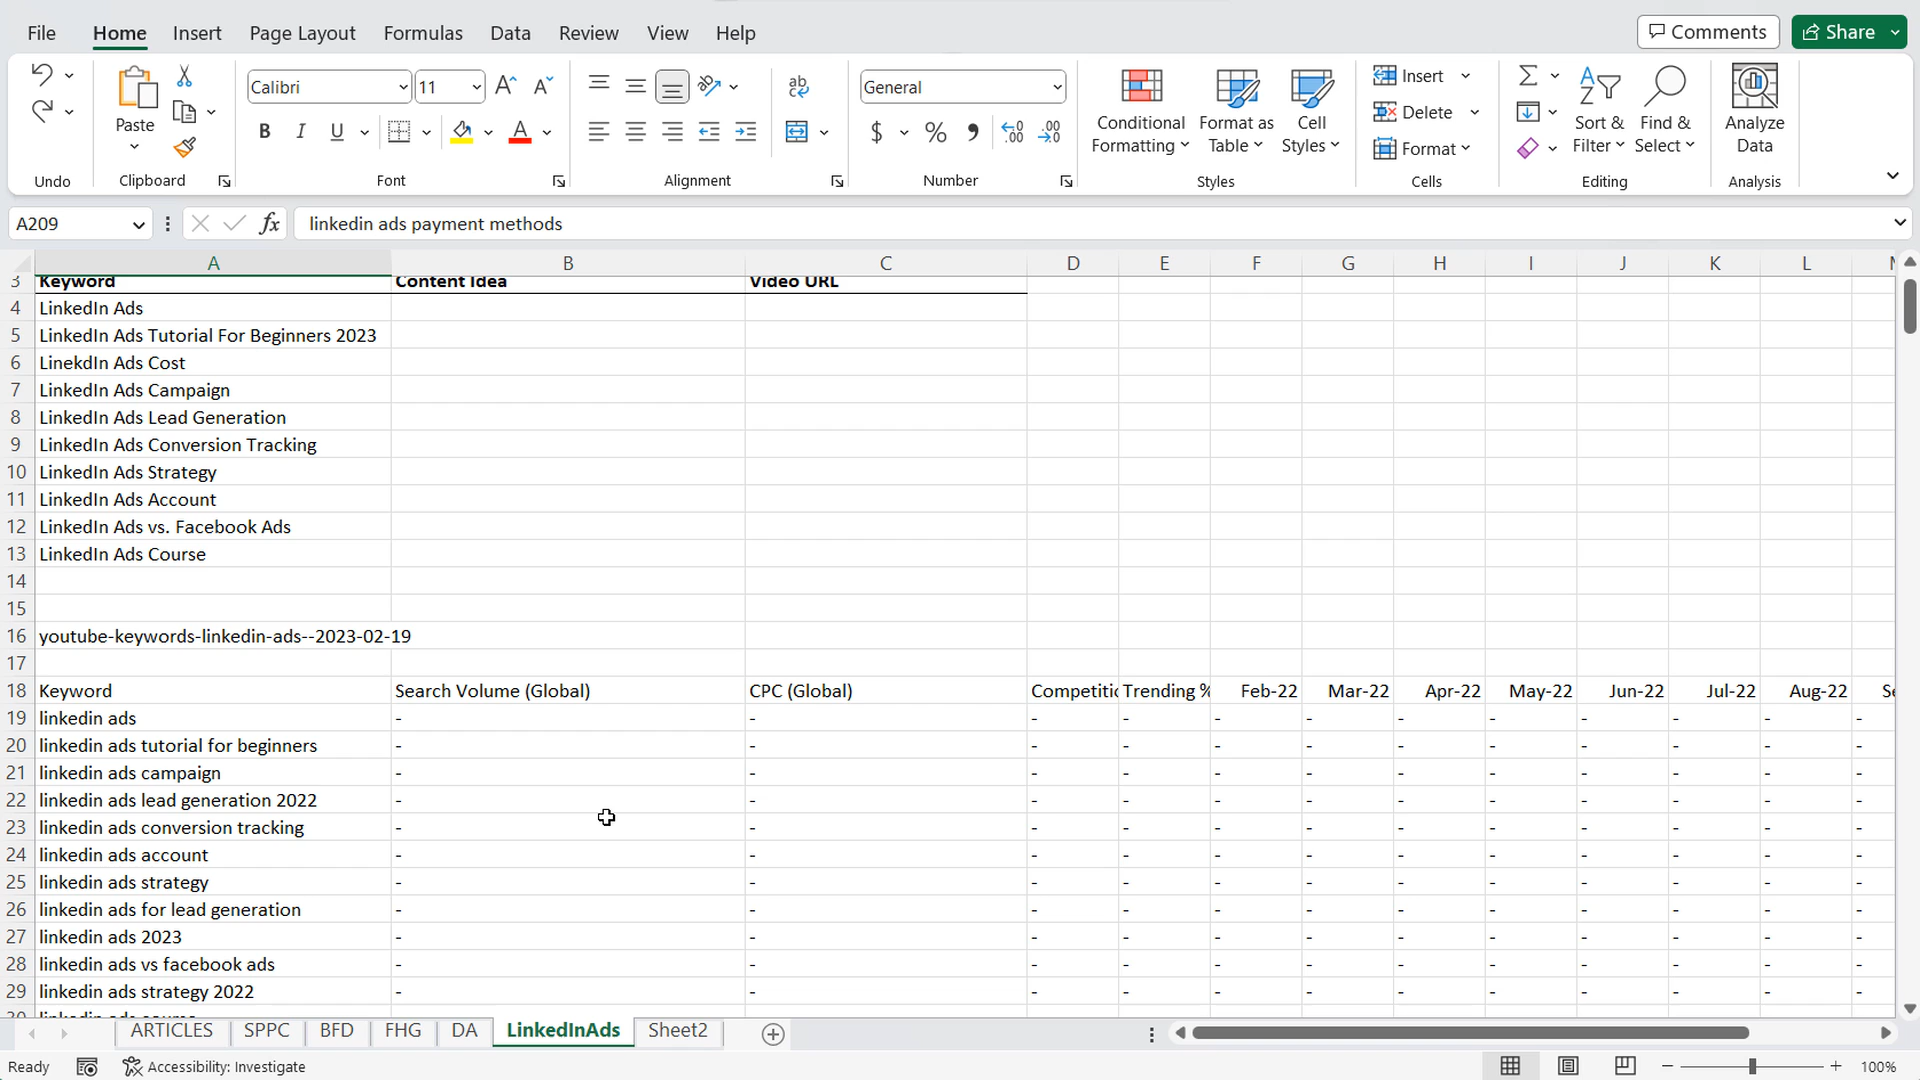 File Home Insert Page Layout Formulas Data Review View Help Comments Share
Calibri 11 General
Insert
Delete
Format
Paste Conditional Formatting Format as Table Cell Styles Sort & Filter Find & Select Analyze Data
Undo Clipboard Font Alignment Number Styles Cells Editing Analysis
A209 fx linkedin ads payment methods
A B C D E F G H I J K L
3 Keyword Content Idea Video URL
4 LinkedIn Ads
5 LinkedIn Ads Tutorial For Beginners 2023
6 LinekdIn Ads Cost
7 LinkedIn Ads Campaign
8 LinkedIn Ads Lead Generation
9 LinkedIn Ads Conversion Tracking
10 LinkedIn Ads Strategy
11 LinkedIn Ads Account
12 LinkedIn Ads vs. Facebook Ads
13 LinkedIn Ads Course
14
15
16 youtube-keywords-linkedin-ads--2023-02-19
17
18 Keyword Search Volume (Global) CPC (Global) Competitic Trending % Feb-22 Mar-22 Apr-22 May-22 Jun-22 Jul-22 Aug-22 Se
19 linkedin ads - - - - - - - - - - - -
20 linkedin ads tutorial for beginners - - - - - - - - - - - -
21 linkedin ads campaign - - - - - - - - - - - -
22 linkedin ads lead generation 2022 - - - - - - - - - - - -
23 linkedin ads conversion tracking - - - - - - - - - - - -
24 linkedin ads account - - - - - - - - - - - -
25 linkedin ads strategy - - - - - - - - - - - -
26 linkedin ads for lead generation - - - - - - - - - - - -
27 linkedin ads 2023 - - - - - - - - - - - -
28 linkedin ads vs facebook ads - - - - - - - - - - - -
29 linkedin ads strategy 2022 - - - - - - - - - - - -
ARTICLES SPPC BFD FHG DA LinkedInAds Sheet2
Ready Accessibility: Investigate 100%